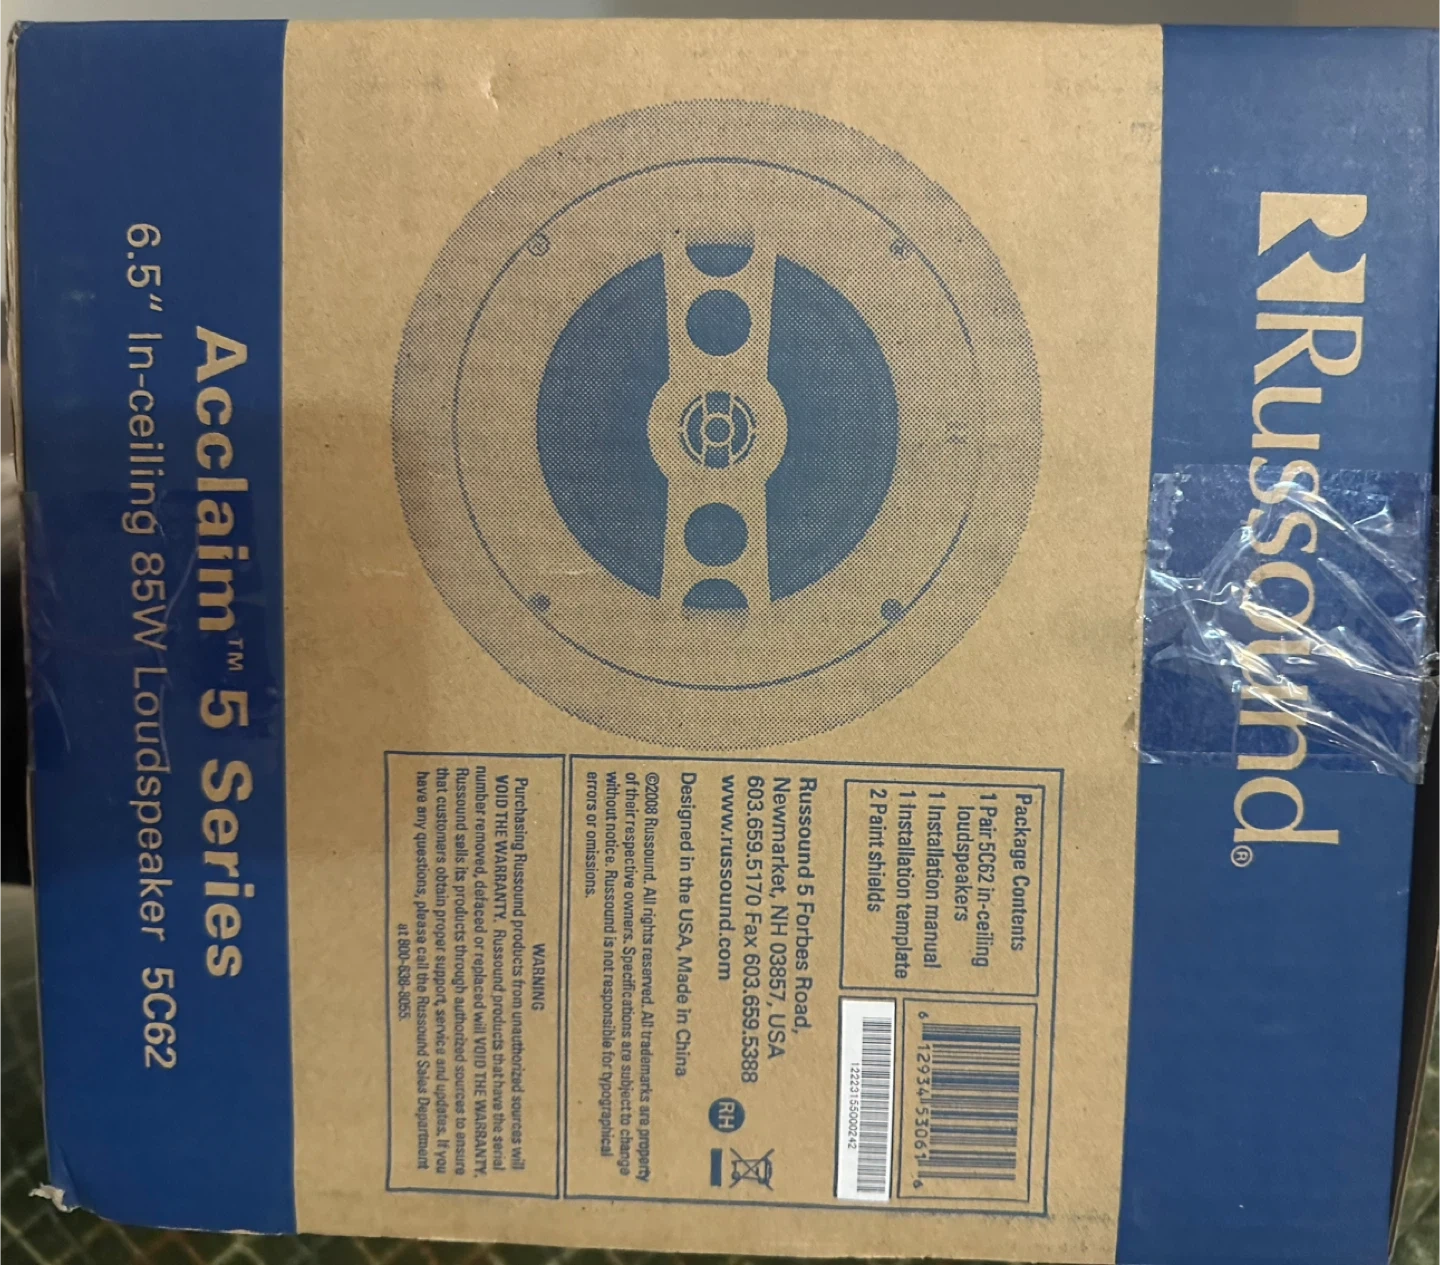 Russound®
Package Contents
1 Pair 5C62 in-ceiling
loudspeakers
1 Installation manual
1 Installation template
2 Paint shields
6 12934 53061 6
1222315500​0242
Russound 5 Forbes Road,
Newmarket, NH 03857, USA
603.659.5170 Fax 603.659.5388
www.russound.com
RH
Designed in the USA, Made in China
©2008 Russound. All rights reserved. All trademarks are property
of their respective owners. Specifications are subject to change
without notice. Russound is not responsible for typographical
errors or omissions.
WARNING
Purchasing Russound products from unauthorized sources will
VOID THE WARRANTY. Russound products that have the serial
number removed, defaced or replaced will VOID THE WARRANTY.
Russound sells its products through authorized sources to ensure
that customers obtain proper support, service and updates. If you
have any questions, please call the Russound Sales Department
at 800-638-8055.
Acclaim™ 5 Series
6.5" In-ceiling 85W Loudspeaker 5C62